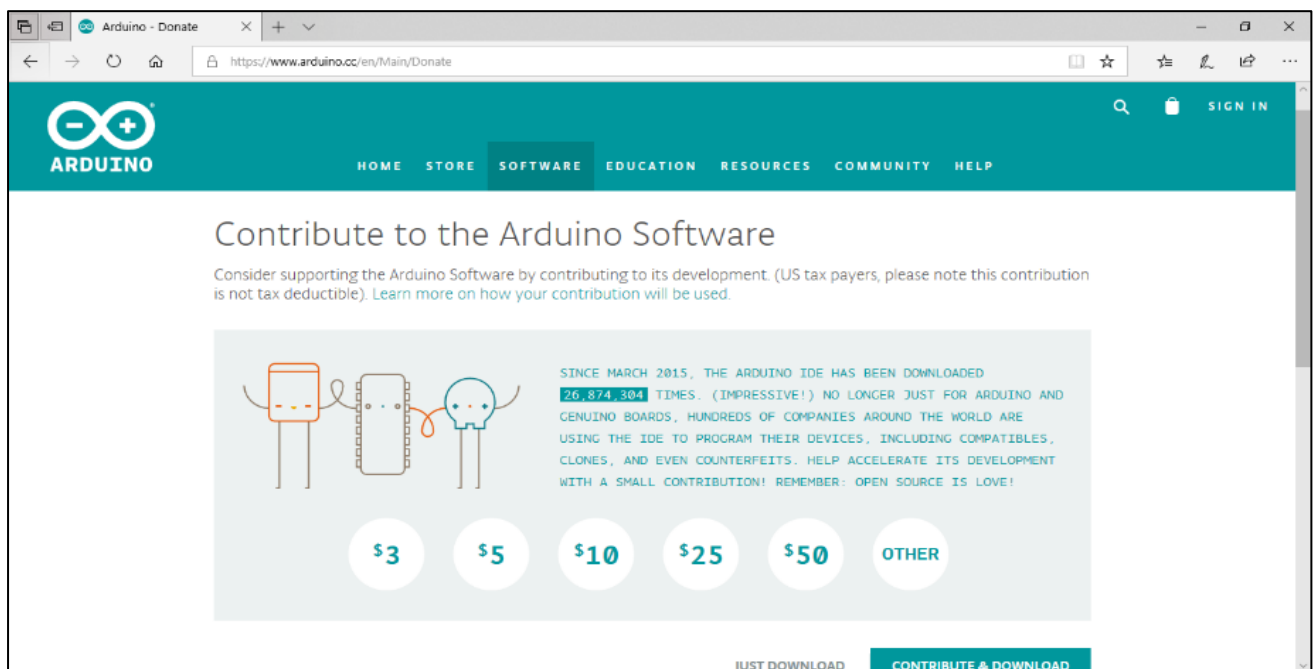 Arduino - Donate
https://www.arduino.cc/en/Main/Donate
SIGN IN
ARDUINO
HOME STORE SOFTWARE EDUCATION RESOURCES COMMUNITY HELP
Contribute to the Arduino Software
Consider supporting the Arduino Software by contributing to its development. (US tax payers, please note this contribution
is not tax deductible). Learn more on how your contribution will be used.
SINCE MARCH 2015, THE ARDUINO IDE HAS BEEN DOWNLOADED
26,874,304 TIMES. (IMPRESSIVE!) NO LONGER JUST FOR ARDUINO AND
GENUINO BOARDS, HUNDREDS OF COMPANIES AROUND THE WORLD ARE
USING THE IDE TO PROGRAM THEIR DEVICES, INCLUDING COMPATIBLES,
CLONES, AND EVEN COUNTERFEITS. HELP ACCELERATE ITS DEVELOPMENT
WITH A SMALL CONTRIBUTION! REMEMBER: OPEN SOURCE IS LOVE!
$3 $5 $10 $25 $50 OTHER
JUST DOWNLOAD CONTRIBUTE & DOWNLOAD